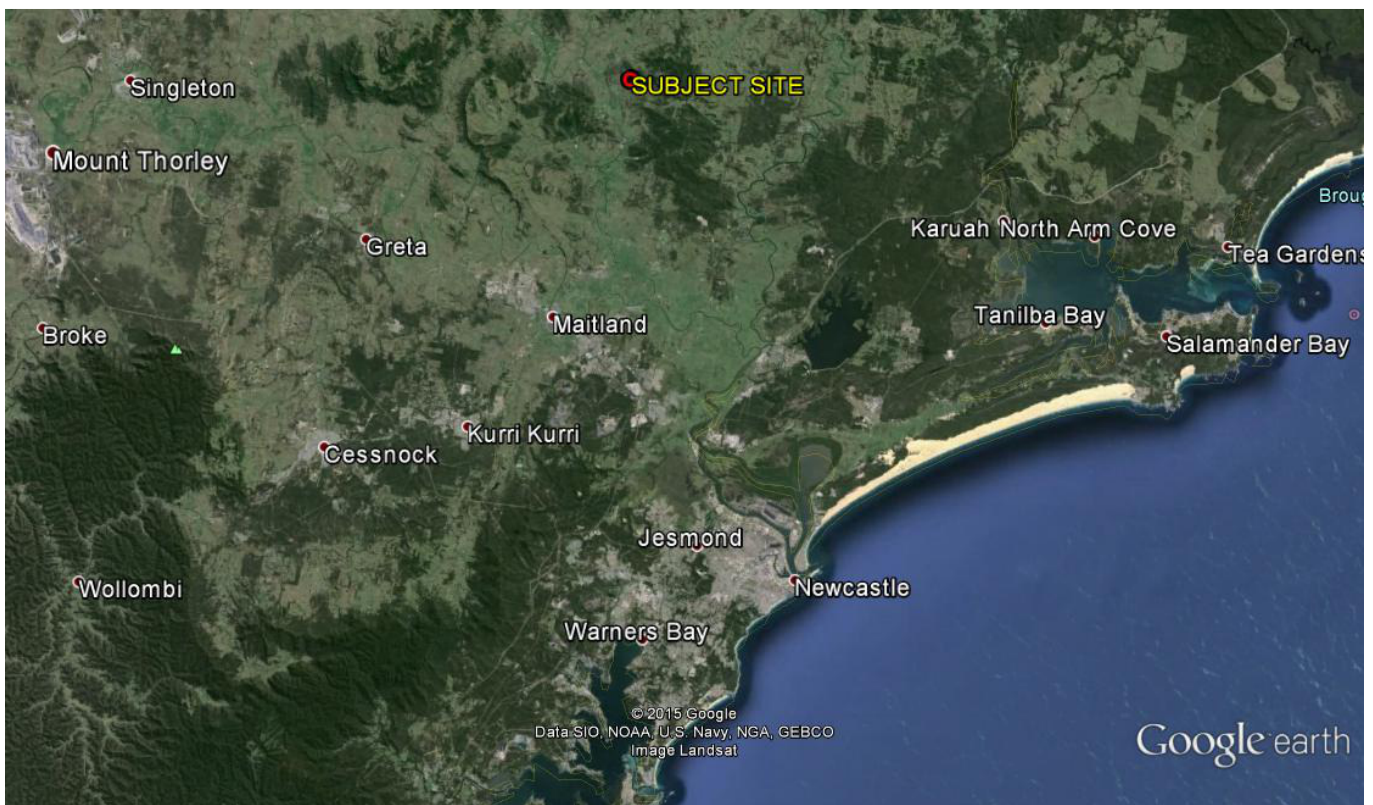 Singleton
SUBJECT SITE
Mount Thorley
Broug
Karuah North Arm Cove
Greta
Tea Gardens
Tanilba Bay
Maitland
Broke
Salamander Bay
Kurri Kurri
Cessnock
Jesmond
Wollombi
Newcastle
Warners Bay
© 2015 Google
Data SIO, NOAA, U.S. Navy, NGA, GEBCO
Image Landsat
Google earth